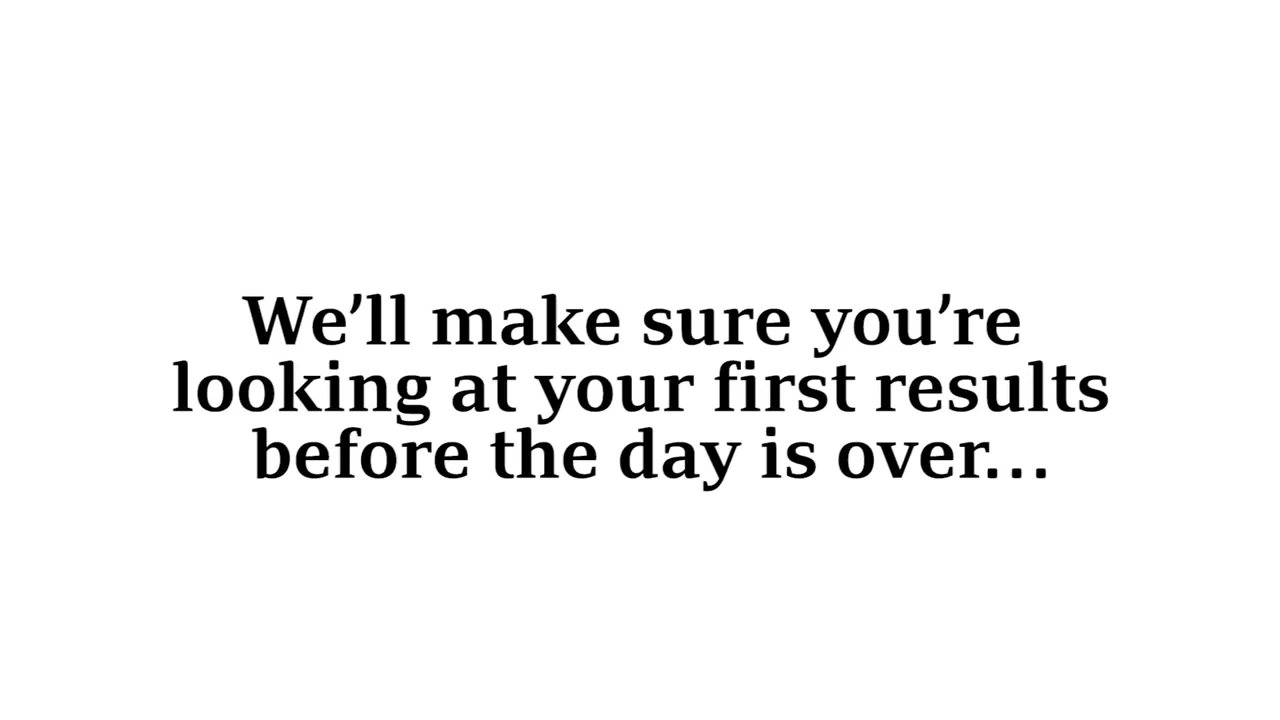 We’ll make sure you’re
looking at your first results
before the day is over...